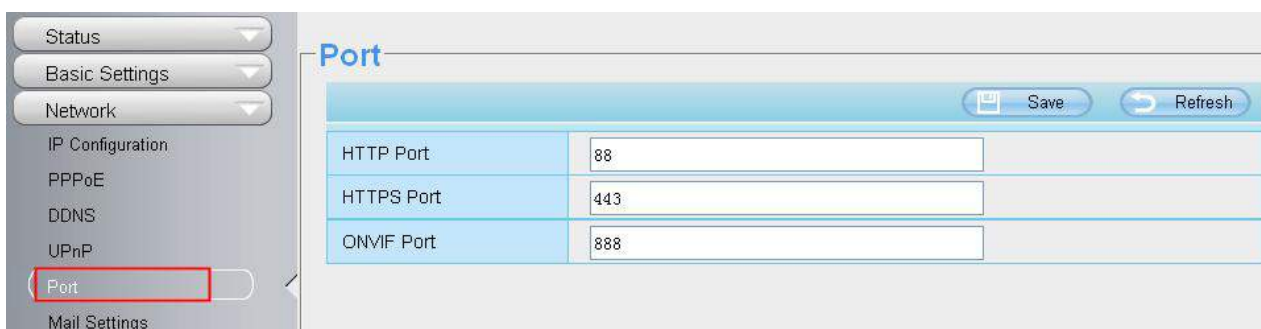 Status
Basic Settings
Network
IP Configuration
PPPoE
DDNS
UPnP
Port
Mail Settings
Port
Save Refresh
HTTP Port 88
HTTPS Port 443
ONVIF Port 888